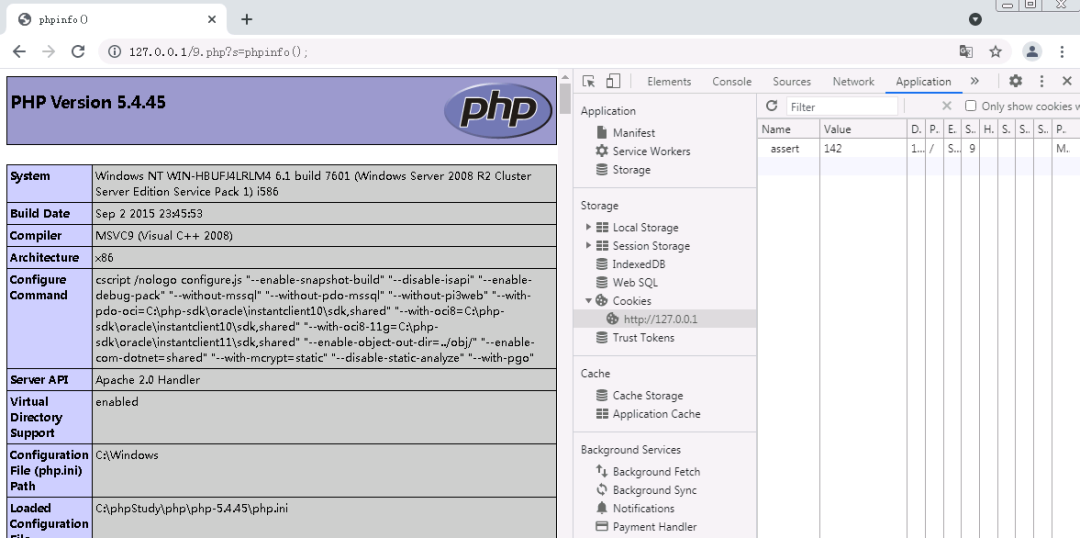 phpinfo()
127.0.0.1/9.php?s=phpinfo();
PHP Version 5.4.45
php
System
Windows NT WIN-HBUFJ4LRLM4 6.1 build 7601 (Windows Server 2008 R2 Cluster
Server Edition Service Pack 1) i586
Build Date
Sep 2 2015 23:45:53
Compiler
MSVC9 (Visual C++ 2008)
Architecture
x86
Configure
Command
cscript /nologo configure.js "--enable-snapshot-build" "--disable-isapi" "--enable-
debug-pack" "--without-mssql" "--without-pdo-mssql" "--without-pi3web" "--with-
pdo-oci=C:\php-sdk\oracle\instantclient10\sdk,shared" "--with-oci8=C:\php-
sdk\oracle\instantclient10\sdk,shared" "--with-oci8-11g=C:\php-
sdk\oracle\instantclient11\sdk,shared" "--enable-object-out-dir=../obj/" "--enable-
com-dotnet=shared" "--with-mcrypt=static" "--disable-static-analyze" "--with-pgo"
Server API
Apache 2.0 Handler
Virtual
Directory
Support
enabled
Configuration
File (php.ini)
Path
C:\Windows
Loaded
Configuration
File
C:\phpStudy\php\php-5.4.45\php.ini
Elements
Console
Sources
Network
Application
»
Application
Manifest
Service Workers
Storage
Storage
Local Storage
Session Storage
IndexedDB
Web SQL
Cookies
http://127.0.0.1
Trust Tokens
Cache
Cache Storage
Application Cache
Background Services
Background Fetch
Background Sync
Notifications
Payment Handler
Filter
Only show cookies w
Name
Value
D.
P.
E.
S..
H.
S.
S..
S..
P..
assert
142
1...
/
S...
9
M.